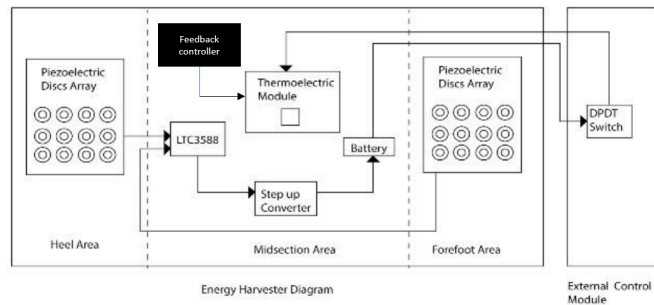 Feedback
controller
Piezoelectric
Discs Array
Thermoelectric
Module
Piezoelectric
Discs Array
LTC3588
Battery
DPDT
Switch
Step up
Converter
Heel Area
Midsection Area
Forefoot Area
Energy Harvester Diagram
External Control
Module